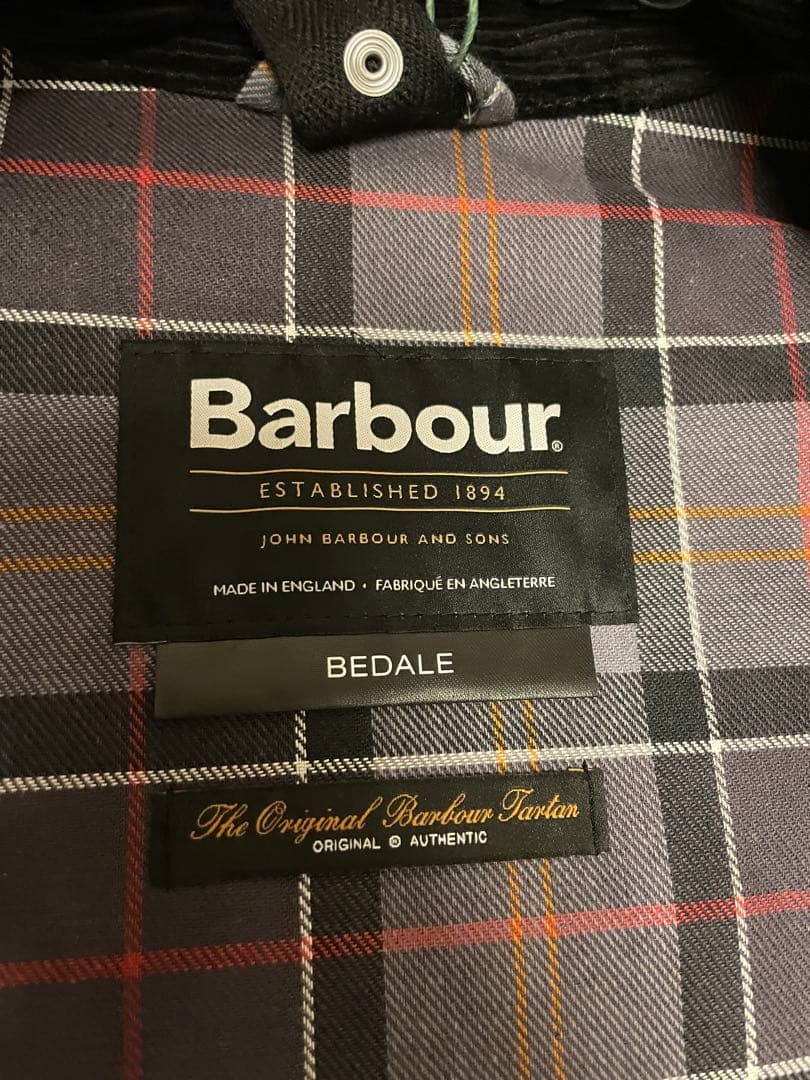 Barbour®
ESTABLISHED 1894
JOHN BARBOUR AND SONS
MADE IN ENGLAND • FABRIQUÉ EN ANGLETERRE
BEDALE
The Original Barbour Tartan
ORIGINAL ® AUTHENTIC